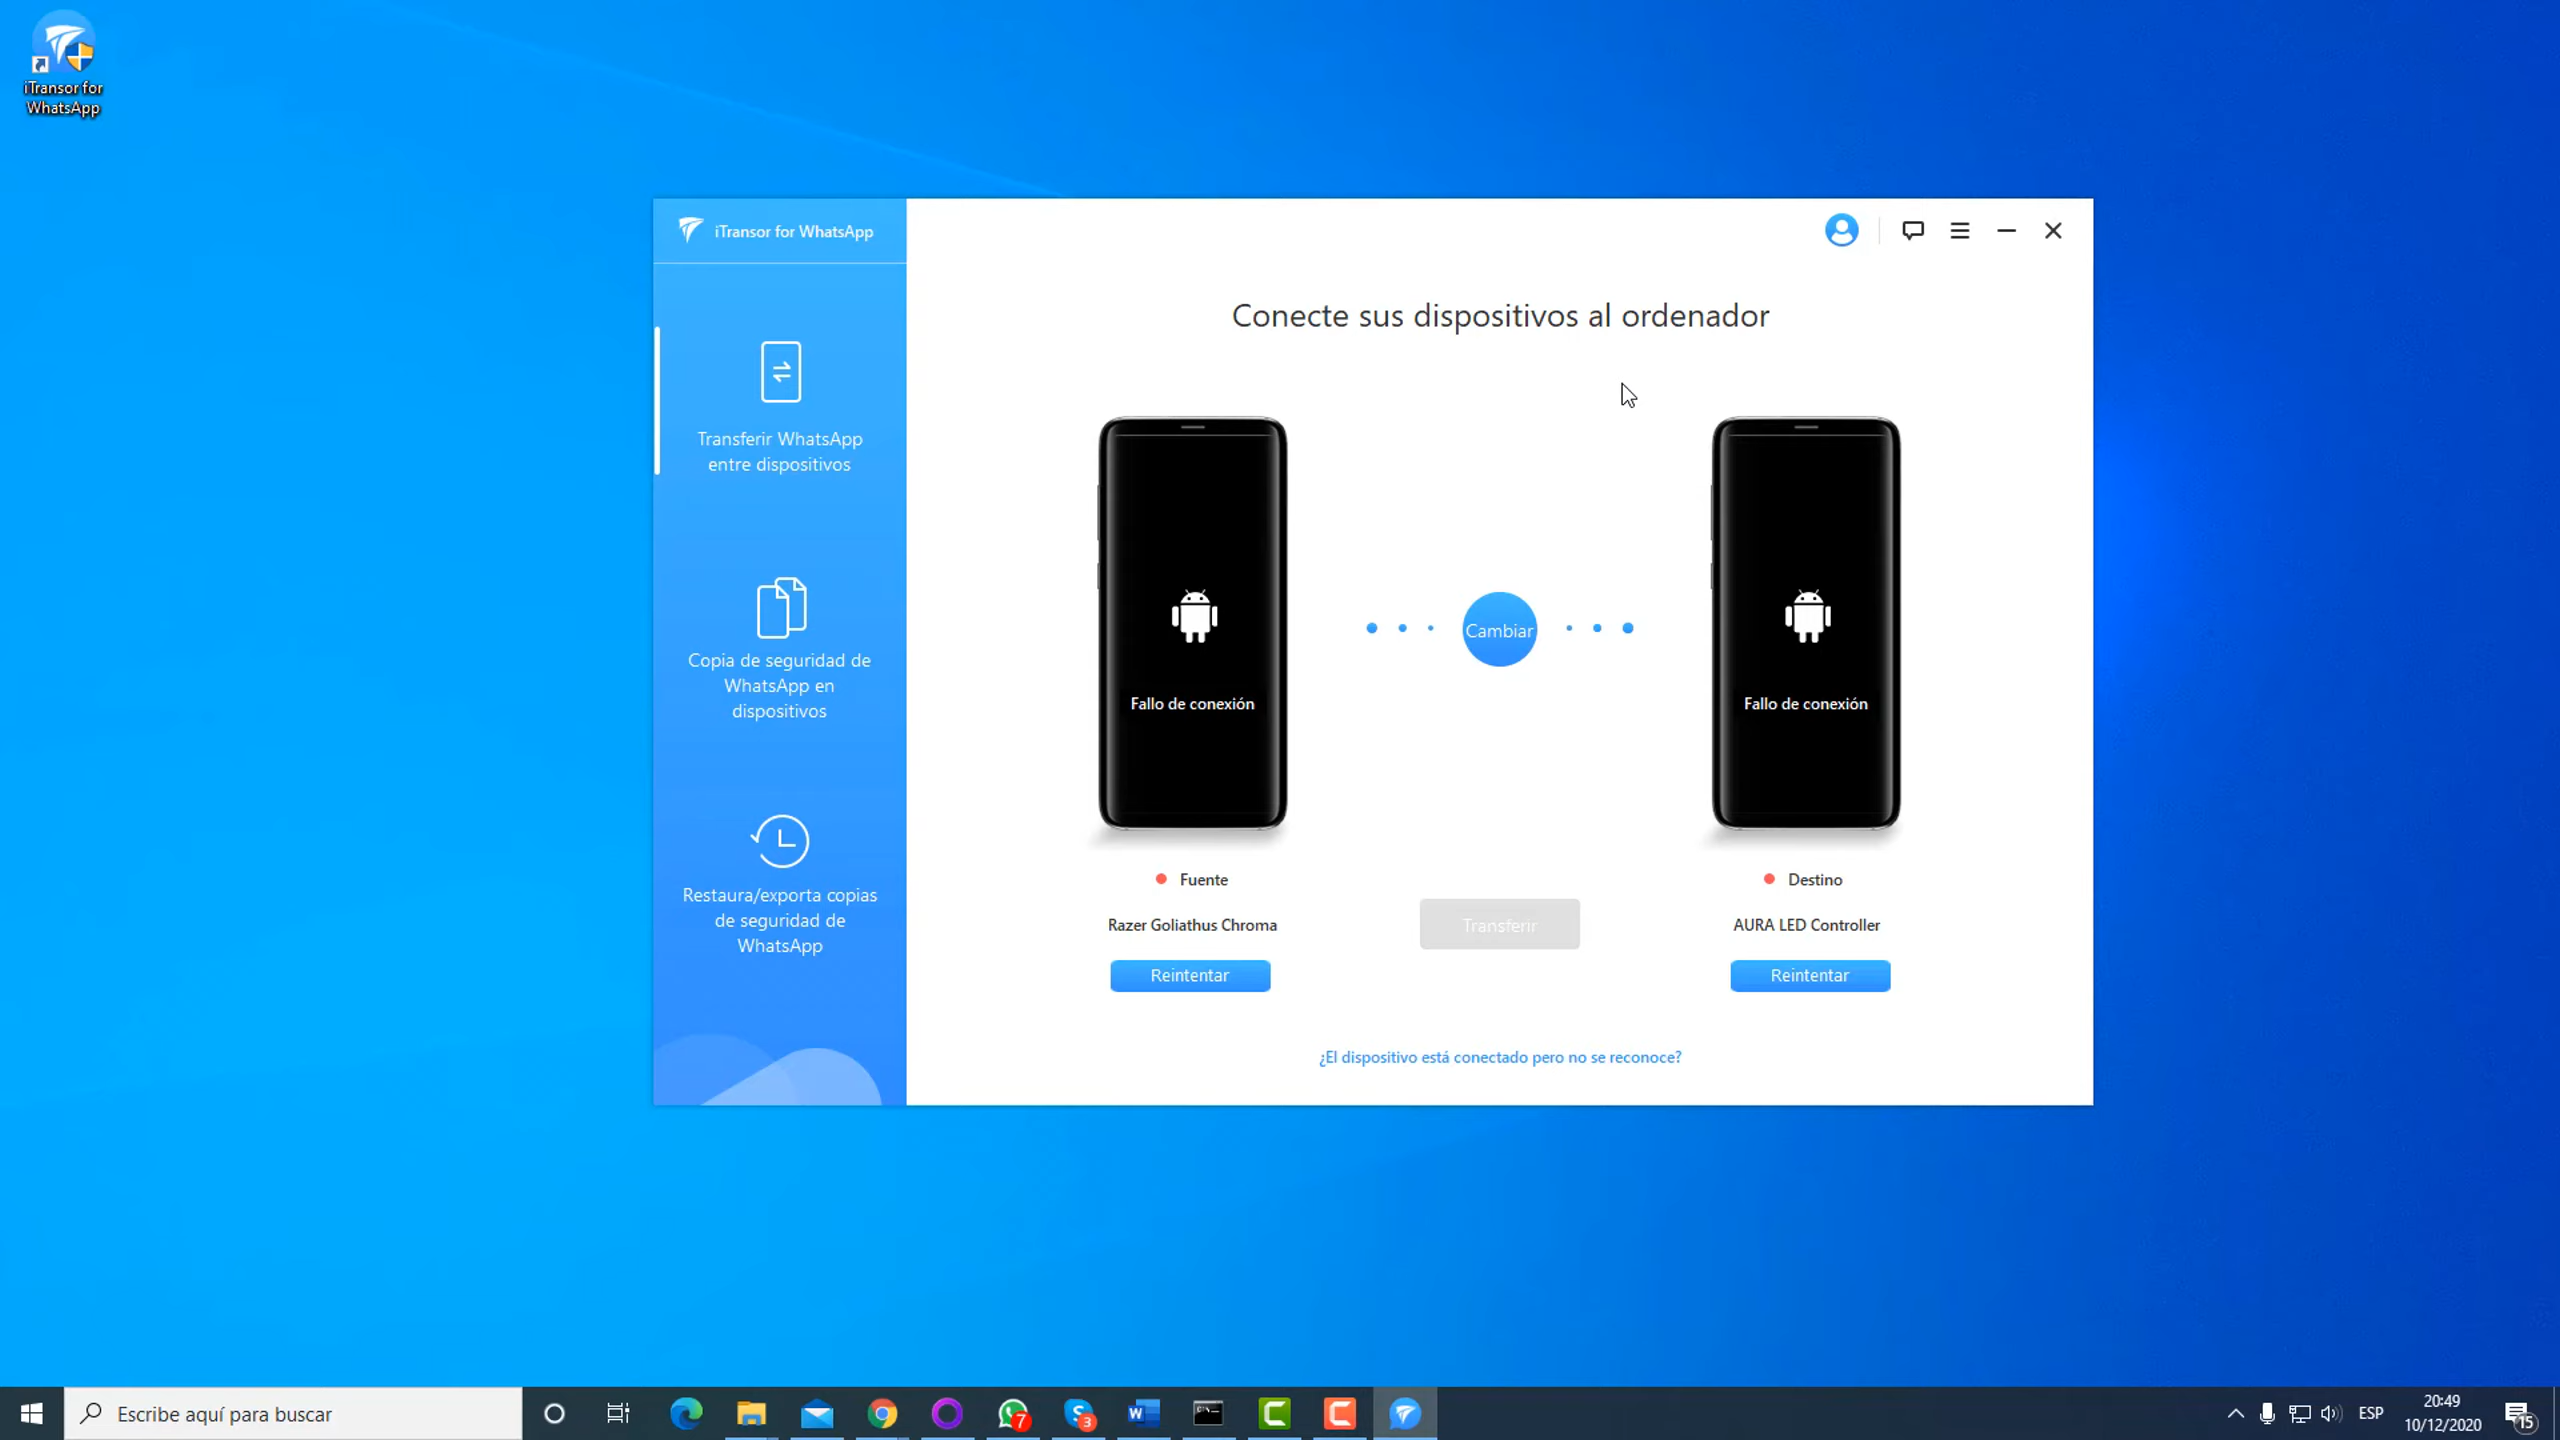 iTransor for
WhatsApp
iTransor for WhatsApp
Transferir WhatsApp
entre dispositivos
Copia de seguridad de
WhatsApp en
dispositivos
Restaura/exporta copias
de seguridad de
WhatsApp
Conecte sus dispositivos al ordenador
Fallo de conexión
Cambiar
Fallo de conexión
Fuente
Razer Goliathus Chroma
Reintentar
Transferir
Destino
AURA LED Controller
Reintentar
¿El dispositivo está conectado pero no se reconoce?
Escribe aquí para buscar
7
3
ESP
20:49
10/12/2020
15